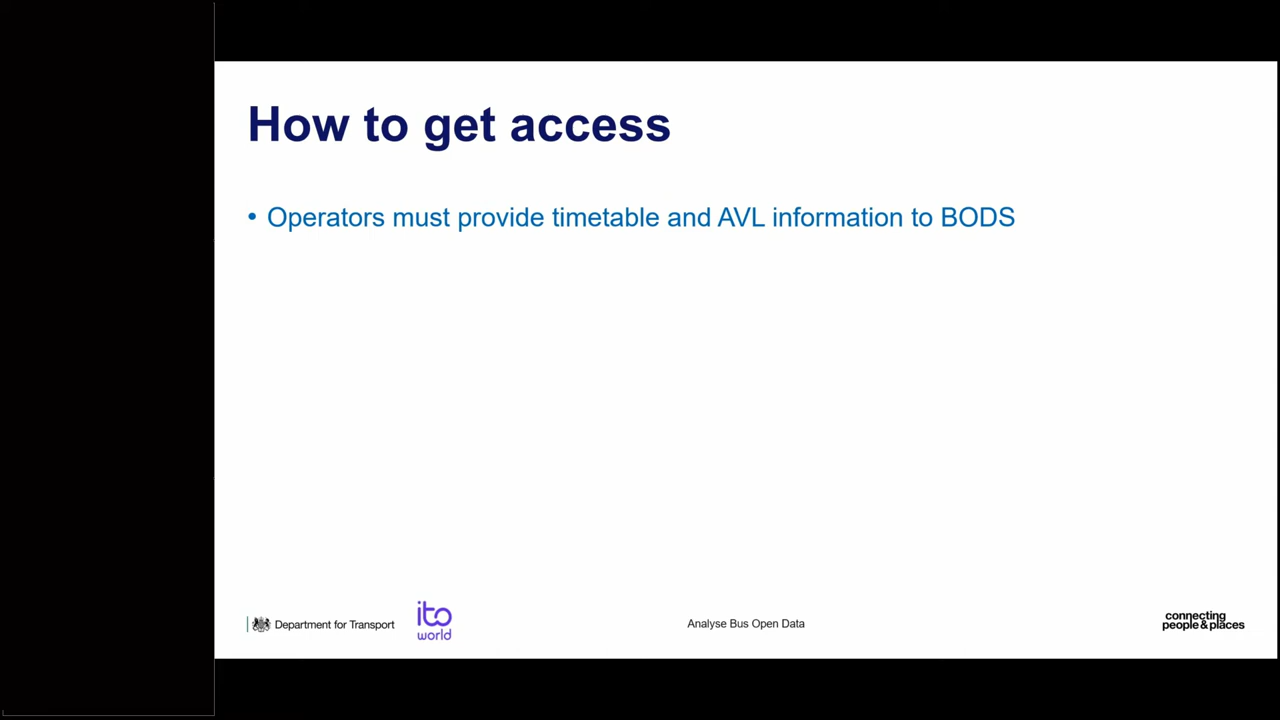 How to get access
• Operators must provide timetable and AVL information to BODS
Department for Transport
ito
world
Analyse Bus Open Data
connecting
people&places